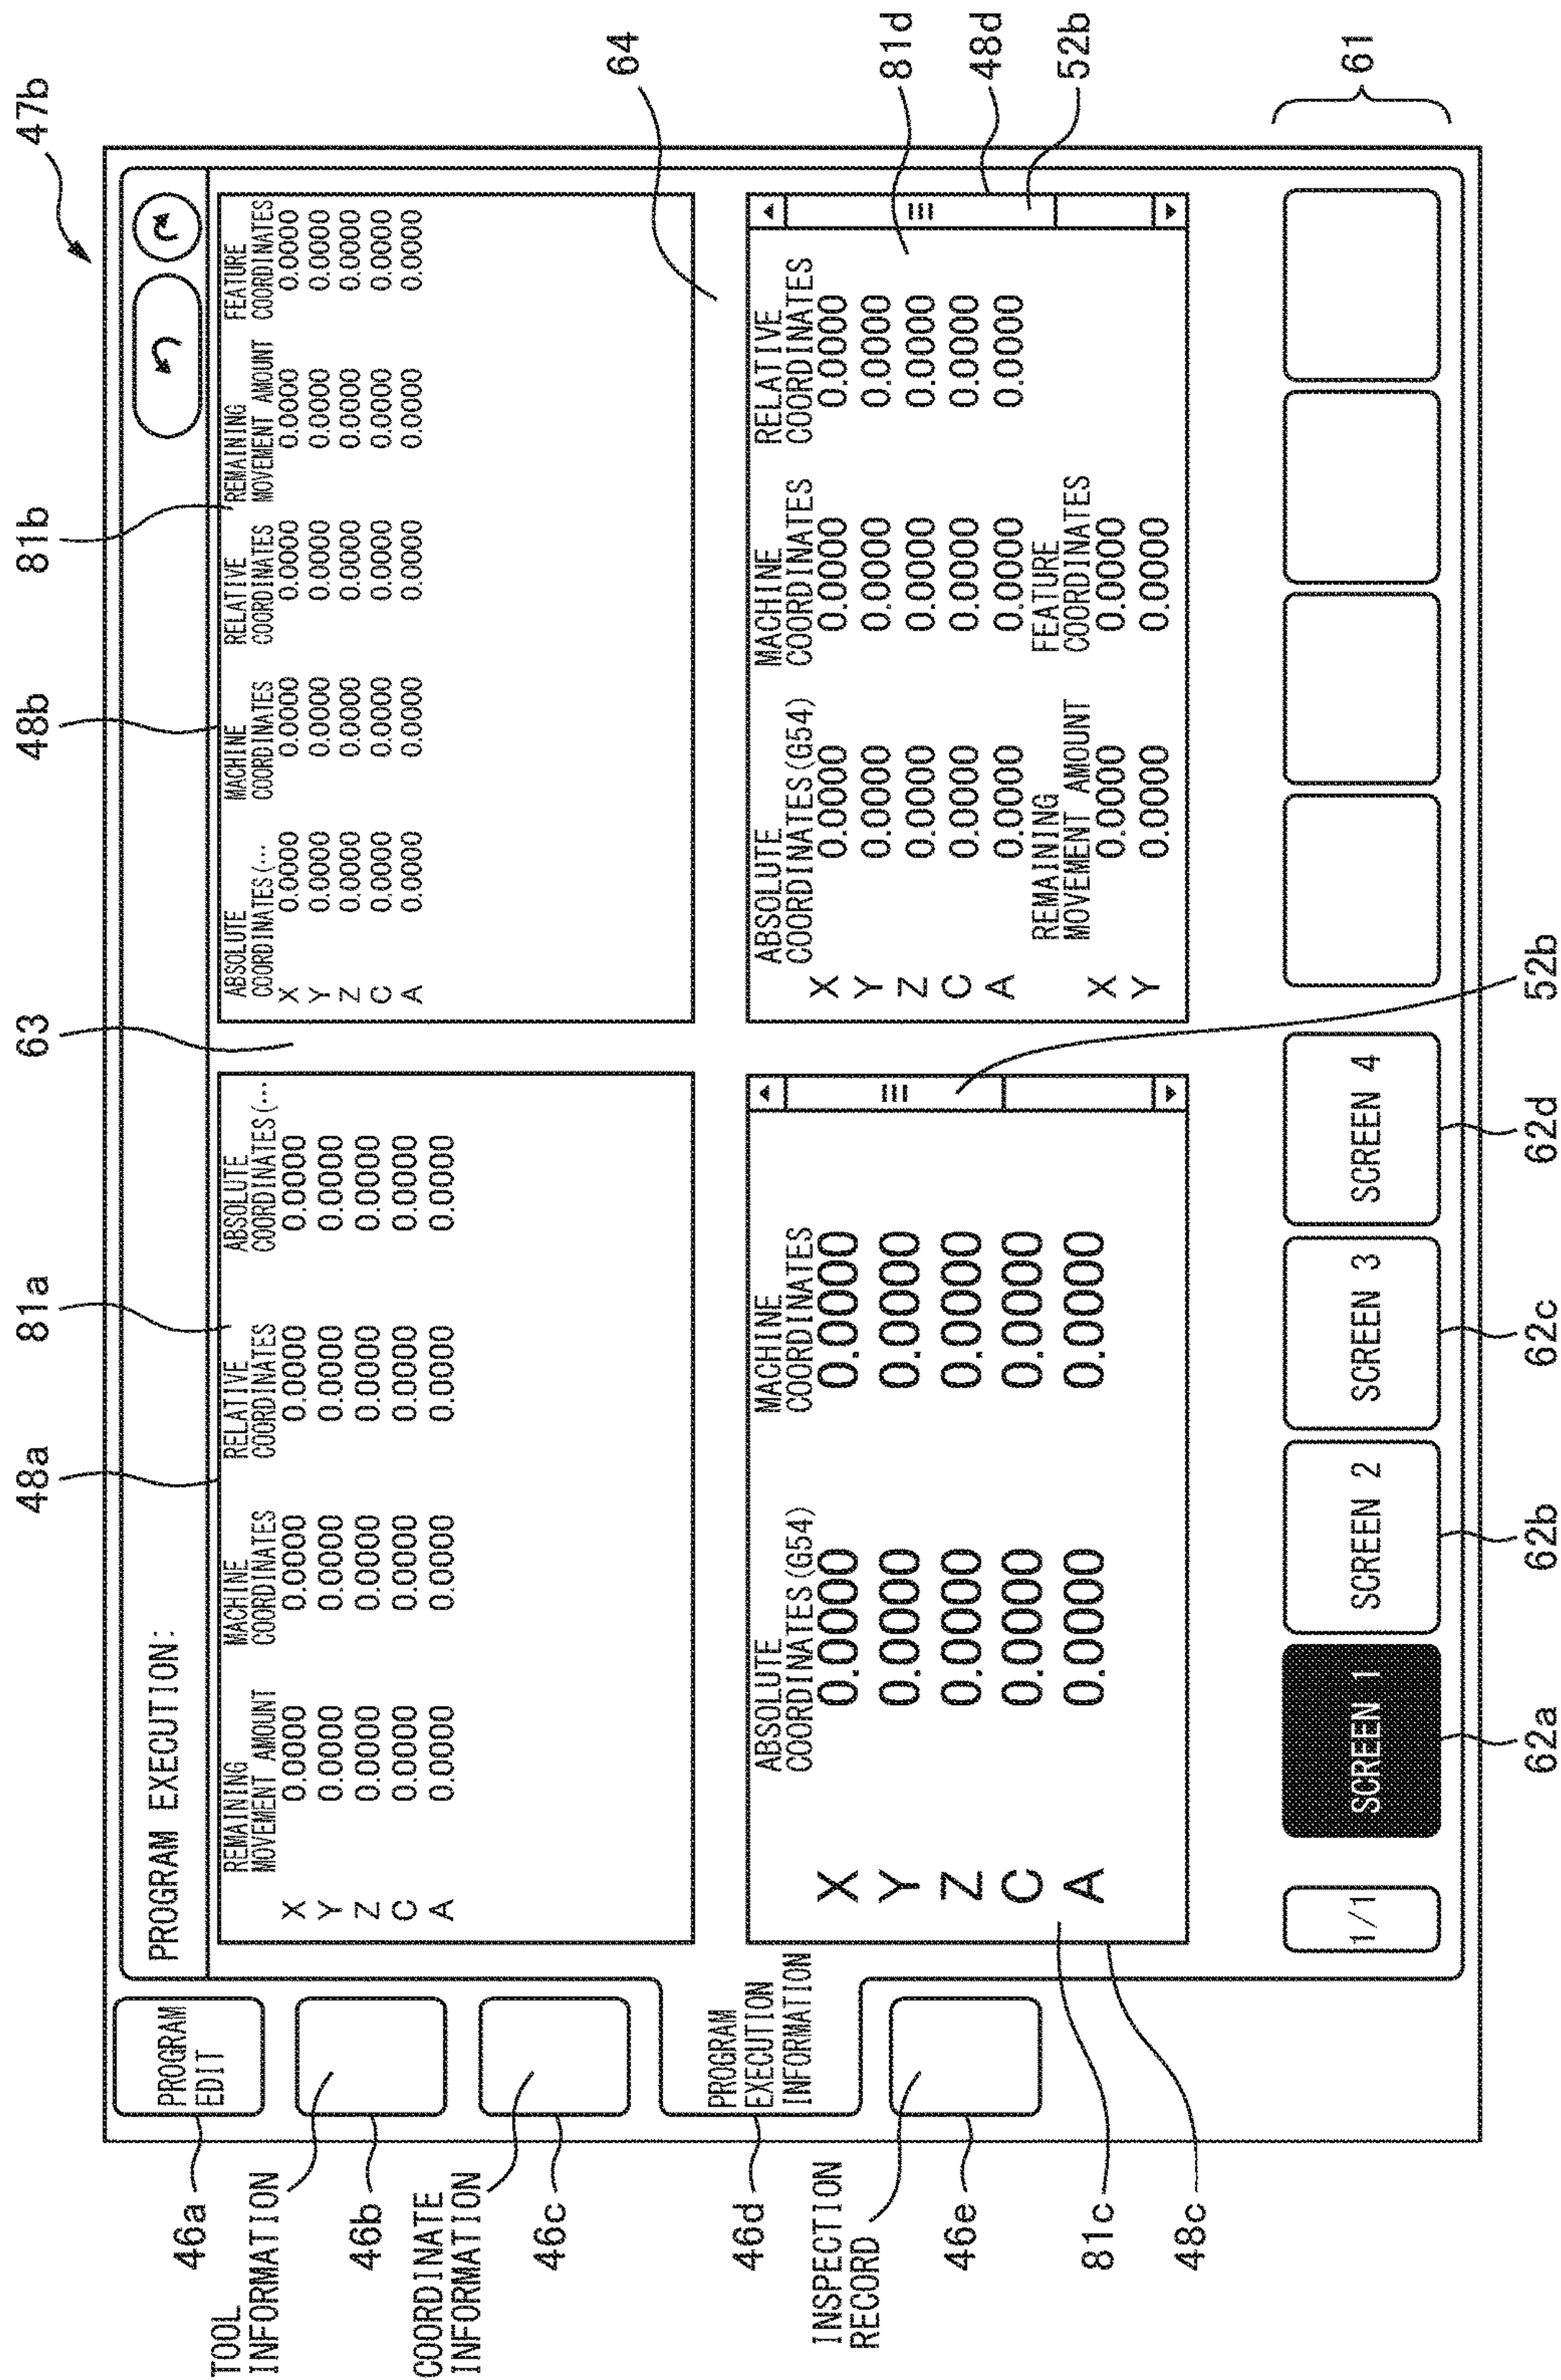 47b
48a
81a
63
48b
81b
46a
PROGRAM
EDIT
PROGRAM EXECUTION:
TOOL
INFORMATION
46b
COORDINATE
INFORMATION
46c
REMAINING
MOVEMENT AMOUNT
MACHINE
COORDINATES
RELATIVE
COORDINATES
ABSOLUTE
COORDINATES(…
X 0.0000 0.0000 0.0000 0.0000
Y 0.0000 0.0000 0.0000 0.0000
Z 0.0000 0.0000 0.0000 0.0000
C 0.0000 0.0000 0.0000 0.0000
A 0.0000 0.0000 0.0000 0.0000
ABSOLUTE
COORDINATES(…
MACHINE
COORDINATES
RELATIVE
COORDINATES
REMAINING
MOVEMENT AMOUNT
FEATURE
COORDINATES
X 0.0000 0.0000 0.0000 0.0000 0.0000
Y 0.0000 0.0000 0.0000 0.0000 0.0000
Z 0.0000 0.0000 0.0000 0.0000 0.0000
C 0.0000 0.0000 0.0000 0.0000 0.0000
A 0.0000 0.0000 0.0000 0.0000 0.0000
64
46d
PROGRAM
EXECUTION
INFORMATION
INSPECTION
RECORD
46e
81c
48c
ABSOLUTE
COORDINATES(G54)
MACHINE
COORDINATES
X 0.0000 0.0000
Y 0.0000 0.0000
Z 0.0000 0.0000
C 0.0000 0.0000
A 0.0000 0.0000
ABSOLUTE
COORDINATES(G54)
MACHINE
COORDINATES
RELATIVE
COORDINATES
X 0.0000 0.0000 0.0000
Y 0.0000 0.0000 0.0000
Z 0.0000 0.0000 0.0000
C 0.0000 0.0000 0.0000
A 0.0000 0.0000 0.0000
REMAINING
MOVEMENT AMOUNT
FEATURE
COORDINATES
X 0.0000 0.0000
Y 0.0000 0.0000
81d
48d
52b
1/1
SCREEN 1
SCREEN 2
SCREEN 3
SCREEN 4
61
62a
62b
62c
62d
52b